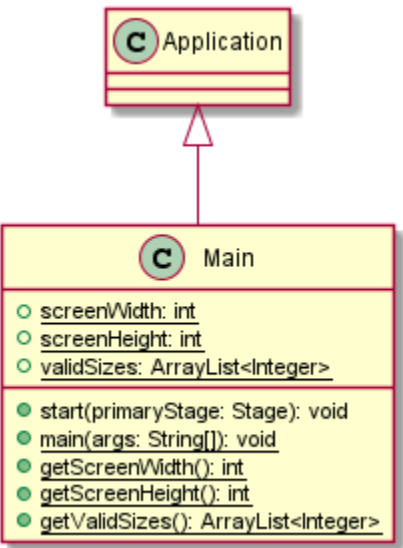 C Application
C Main
screenWidth: int
screenHeight: int
validSizes: ArrayList<Integer>
start(primaryStage: Stage): void
main(args: String[]): void
getScreenWidth(): int
getScreenHeight(): int
getValidSizes(): ArrayList<Integer>